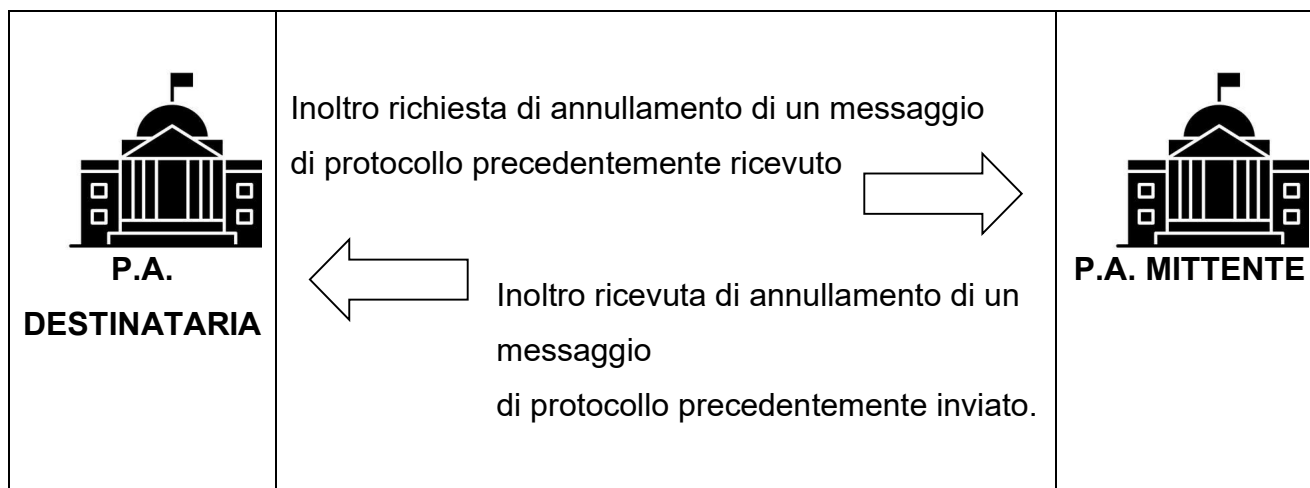 P.A.
DESTINATARIA
Inoltro richiesta di annullamento di un messaggio
di protocollo precedentemente ricevuto
Inoltro ricevuta di annullamento di un
messaggio
di protocollo precedentemente inviato.
P.A. MITTENTE